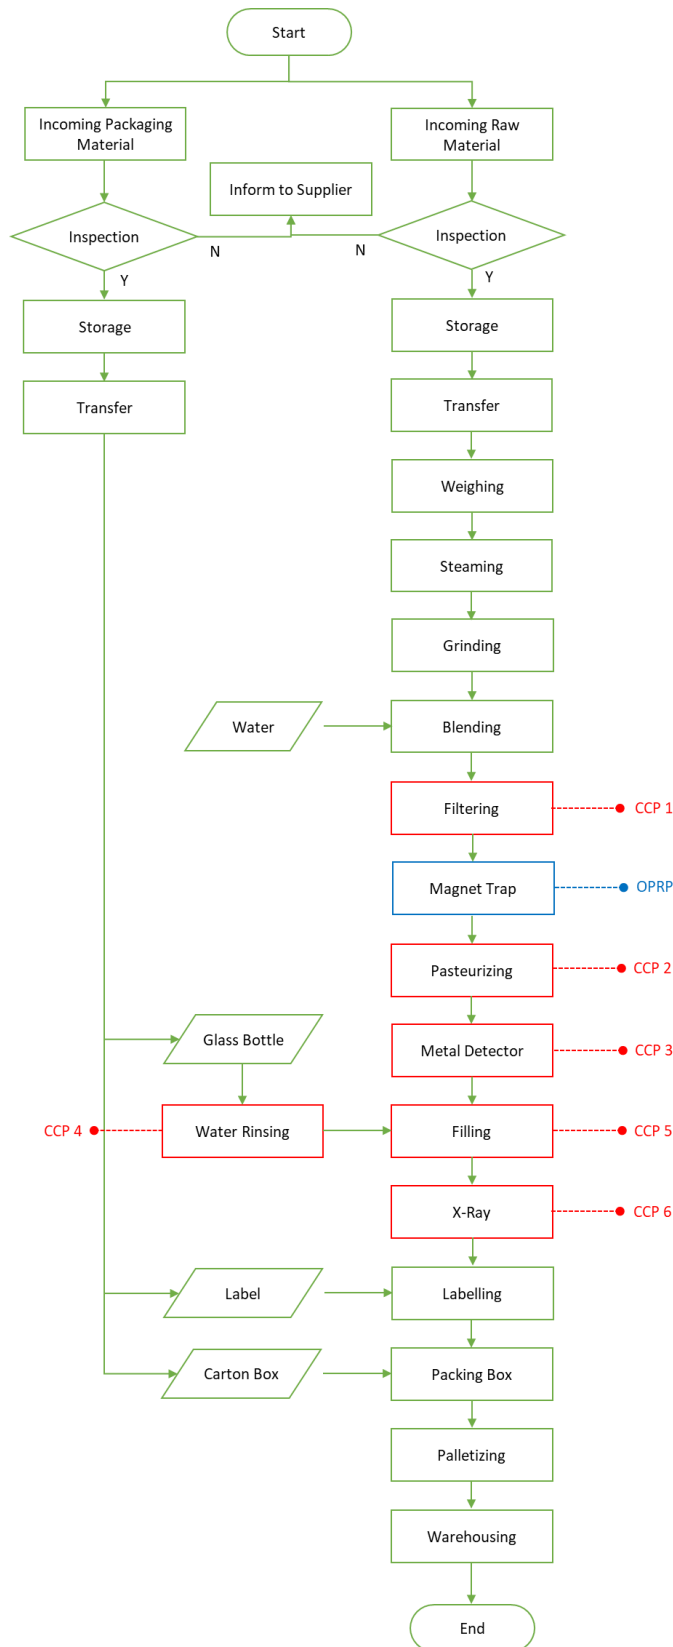 Start
Incoming Packaging
Material
Incoming Raw
Material
Inform to Supplier
Inspection
N
N
Inspection
Y
Y
Storage
Storage
Transfer
Transfer
Weighing
Steaming
Grinding
Water
Blending
Filtering
CCP 1
Magnet Trap
OPRP
Pasteurizing
CCP 2
Glass Bottle
Metal Detector
CCP 3
CCP 4
Water Rinsing
Filling
CCP 5
X-Ray
CCP 6
Label
Labelling
Carton Box
Packing Box
Palletizing
Warehousing
End